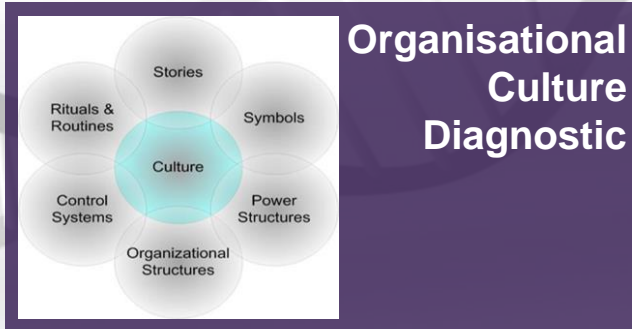 Organisational
Culture
Diagnostic
Stories
Rituals &
Routines
Symbols
Culture
Control
Systems
Power
Structures
Organizational
Structures